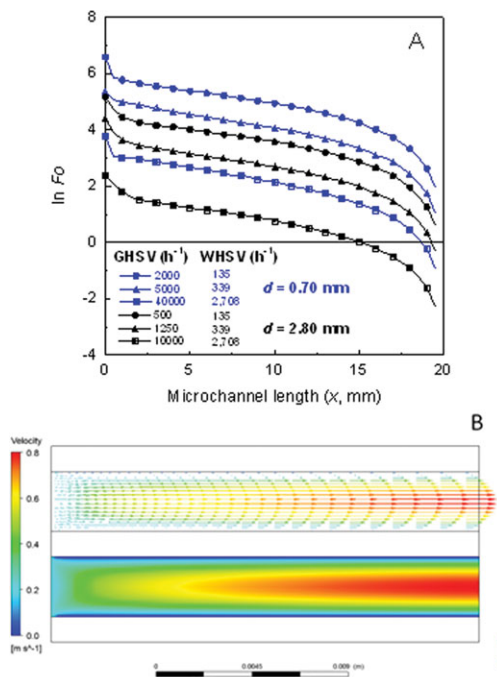 A
ln Fo
6
4
2
0
-2
-4
GHSV (h⁻¹) WHSV (h⁻¹)
2000 135
5000 339 d = 0.70 mm
40000 2,708
500 135
1250 339 d = 2.80 mm
10000 2,708
0 5 10 15 20
Microchannel length (x, mm)
B
Velocity
0.8
0.6
0.4
0.2
0.0
[m s^-1]
0 0.0045 0.009 (m)